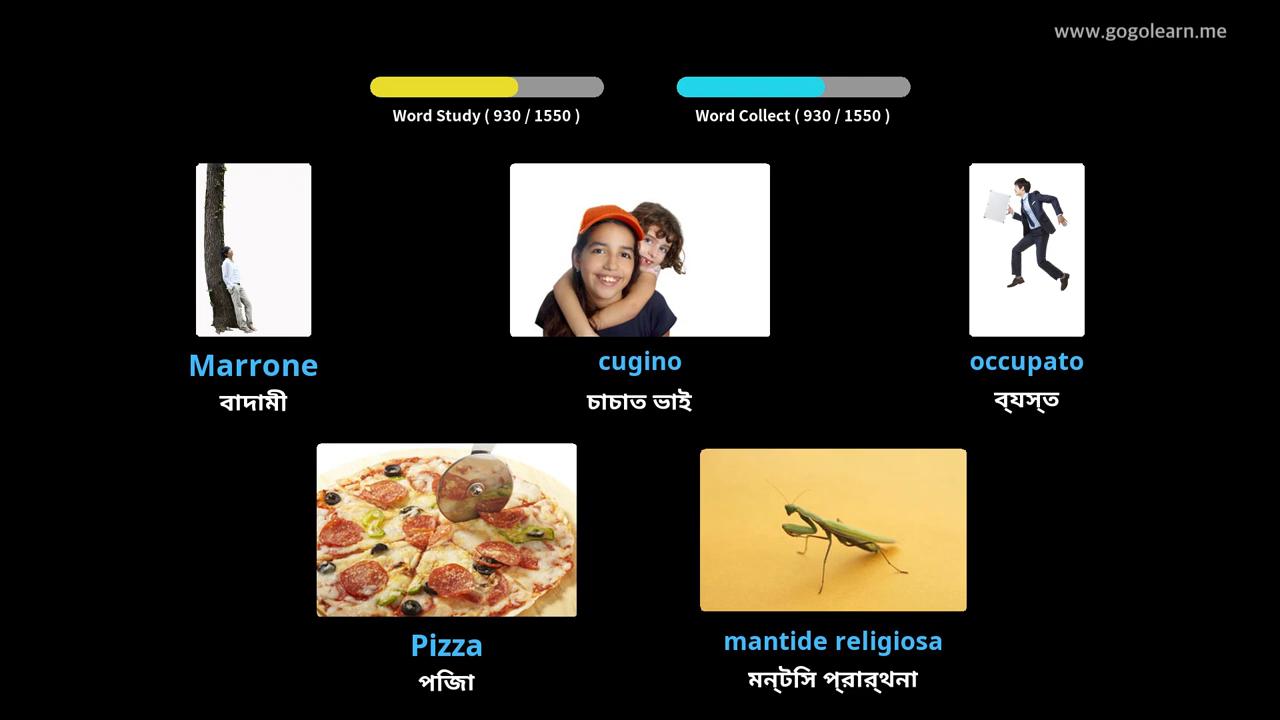 www.gogolearn.me
Word Study ( 930 / 1550 )
Word Collect ( 930 / 1550 )
Marrone
বাদামী
cugino
চাচাত ভাই
occupato
ব্যস্ত
Pizza
পিজা
mantide religiosa
মন্টিস প্রার্থনা